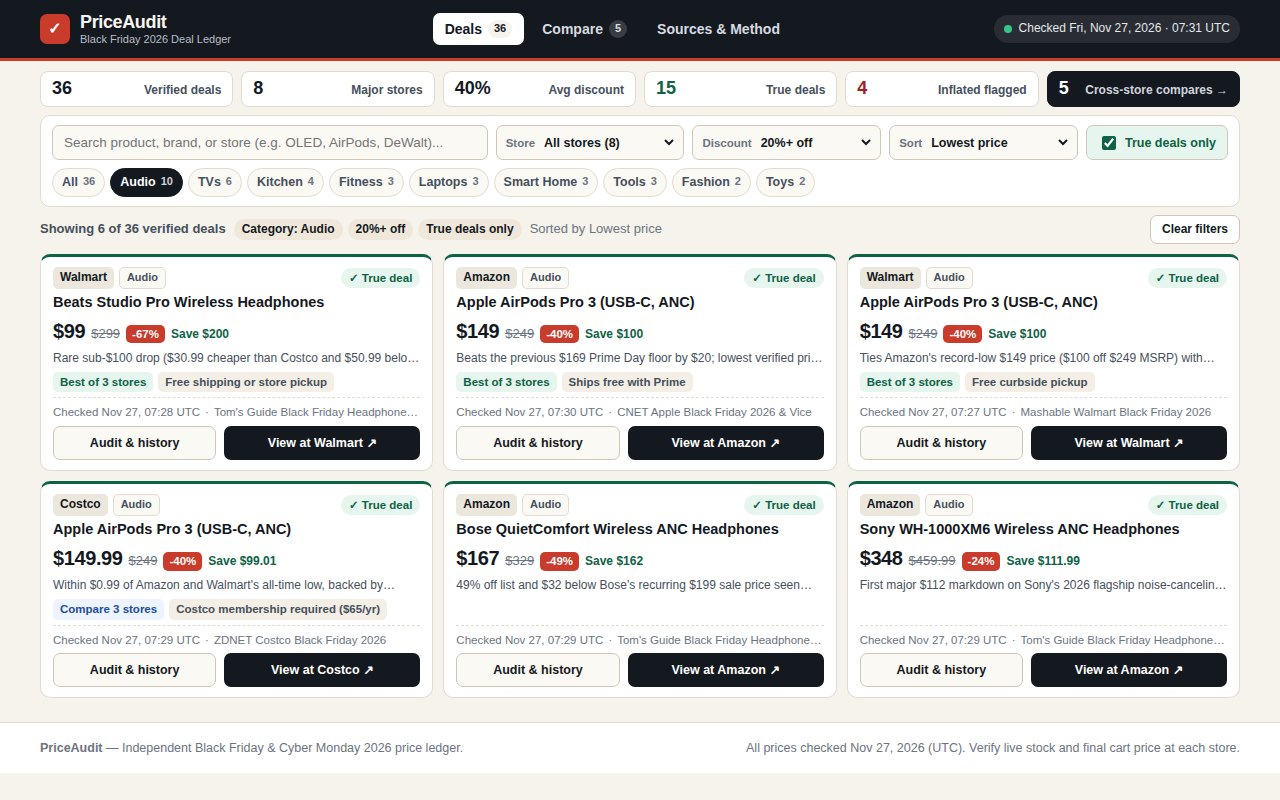 ✓ PriceAudit
Black Friday 2026 Deal Ledger
Deals 36 Compare 5 Sources & Method
Checked Fri, Nov 27, 2026 · 07:31 UTC
36 Verified deals
8 Major stores
40% Avg discount
15 True deals
4 Inflated flagged
5 Cross-store compares →
Search product, brand, or store (e.g. OLED, AirPods, DeWalt)...
Store All stores (8)
Discount 20%+ off
Sort Lowest price
True deals only
All 36 Audio 10 TVs 6 Kitchen 4 Fitness 3 Laptops 3 Smart Home 3 Tools 3 Fashion 2 Toys 2
Showing 6 of 36 verified deals Category: Audio 20%+ off True deals only Sorted by Lowest price
Clear filters
Walmart Audio ✓ True deal
Beats Studio Pro Wireless Headphones
$99 $299 -67% Save $200
Rare sub-$100 drop ($30.99 cheaper than Costco and $50.99 belo…
Best of 3 stores Free shipping or store pickup
Checked Nov 27, 07:28 UTC · Tom's Guide Black Friday Headphone…
Audit & history View at Walmart ↗
Amazon Audio ✓ True deal
Apple AirPods Pro 3 (USB-C, ANC)
$149 $249 -40% Save $100
Beats the previous $169 Prime Day floor by $20; lowest verified pri…
Best of 3 stores Ships free with Prime
Checked Nov 27, 07:30 UTC · CNET Apple Black Friday 2026 & Vice
Audit & history View at Amazon ↗
Walmart Audio ✓ True deal
Apple AirPods Pro 3 (USB-C, ANC)
$149 $249 -40% Save $100
Ties Amazon's record-low $149 price ($100 off $249 MSRP) with…
Best of 3 stores Free curbside pickup
Checked Nov 27, 07:27 UTC · Mashable Walmart Black Friday 2026
Audit & history View at Walmart ↗
Costco Audio ✓ True deal
Apple AirPods Pro 3 (USB-C, ANC)
$149.99 $249 -40% Save $99.01
Within $0.99 of Amazon and Walmart's all-time low, backed by…
Compare 3 stores Costco membership required ($65/yr)
Checked Nov 27, 07:29 UTC · ZDNET Costco Black Friday 2026
Audit & history View at Costco ↗
Amazon Audio ✓ True deal
Bose QuietComfort Wireless ANC Headphones
$167 $329 -49% Save $162
49% off list and $32 below Bose's recurring $199 sale price seen…
Checked Nov 27, 07:29 UTC · Tom's Guide Black Friday Headphone…
Audit & history View at Amazon ↗
Amazon Audio ✓ True deal
Sony WH-1000XM6 Wireless ANC Headphones
$348 $459.99 -24% Save $111.99
First major $112 markdown on Sony's 2026 flagship noise-cancelin…
Checked Nov 27, 07:29 UTC · Tom's Guide Black Friday Headphone…
Audit & history View at Amazon ↗
PriceAudit — Independent Black Friday & Cyber Monday 2026 price ledger.
All prices checked Nov 27, 2026 (UTC). Verify live stock and final cart price at each store.